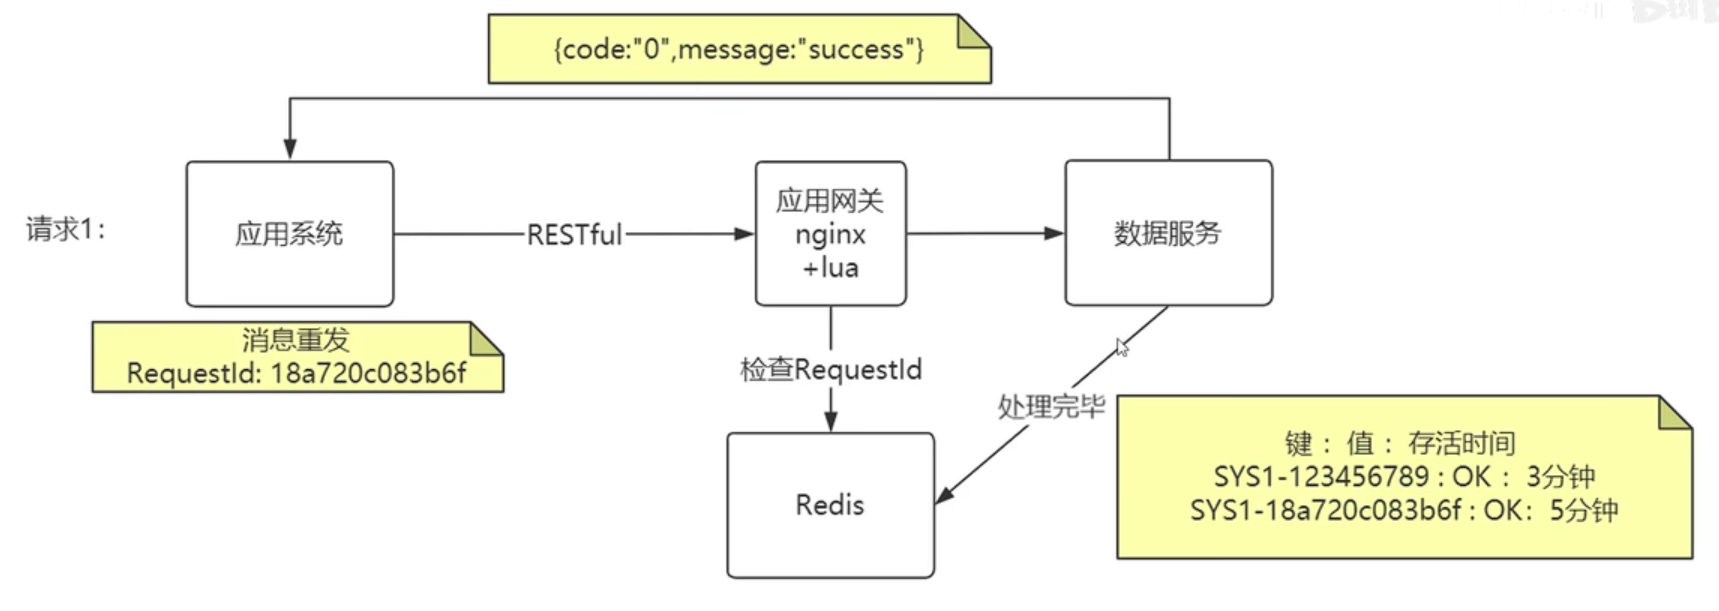 {code:"0",message:"success"}
请求1：
应用系统
RESTful
应用网关
nginx
+lua
数据服务
消息重发
RequestId: 18a720c083b6f
检查RequestId
处理完毕
Redis
键 ： 值 ： 存活时间
SYS1-123456789 : OK ： 3分钟
SYS1-18a720c083b6f : OK： 5分钟